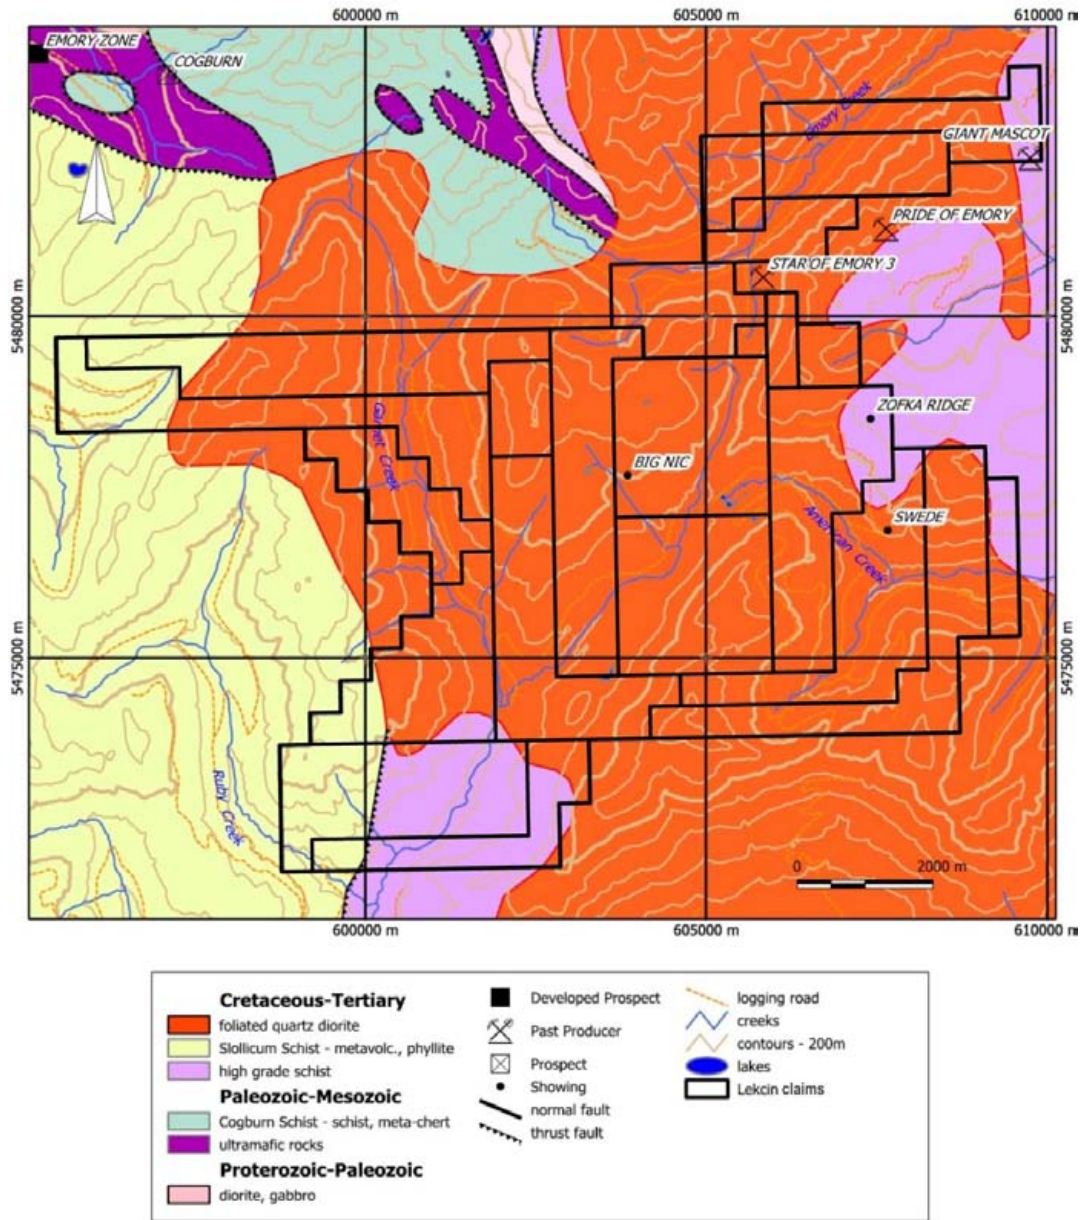 600000 m
605000 m
610000 m
EMORY ZONE
COGBURN
Emory Creek
GIANT MASCOT
PRIDE OF EMORY
STAR OF EMORY 3
5480000 m
5480000 m
ZOFKA RIDGE
Garnet Creek
BIG NIC
SWEDE
American Creek
5475000 m
5475000 m
Ruby Creek
0 2000 m
600000 m
605000 m
610000 m
Cretaceous-Tertiary
foliated quartz diorite
Slollicum Schist - metavolc., phyllite
high grade schist
Paleozoic-Mesozoic
Cogburn Schist - schist, meta-chert
ultramafic rocks
Proterozoic-Paleozoic
diorite, gabbro
Developed Prospect
Past Producer
Prospect
Showing
normal fault
thrust fault
logging road
creeks
contours - 200m
lakes
Lekcin claims